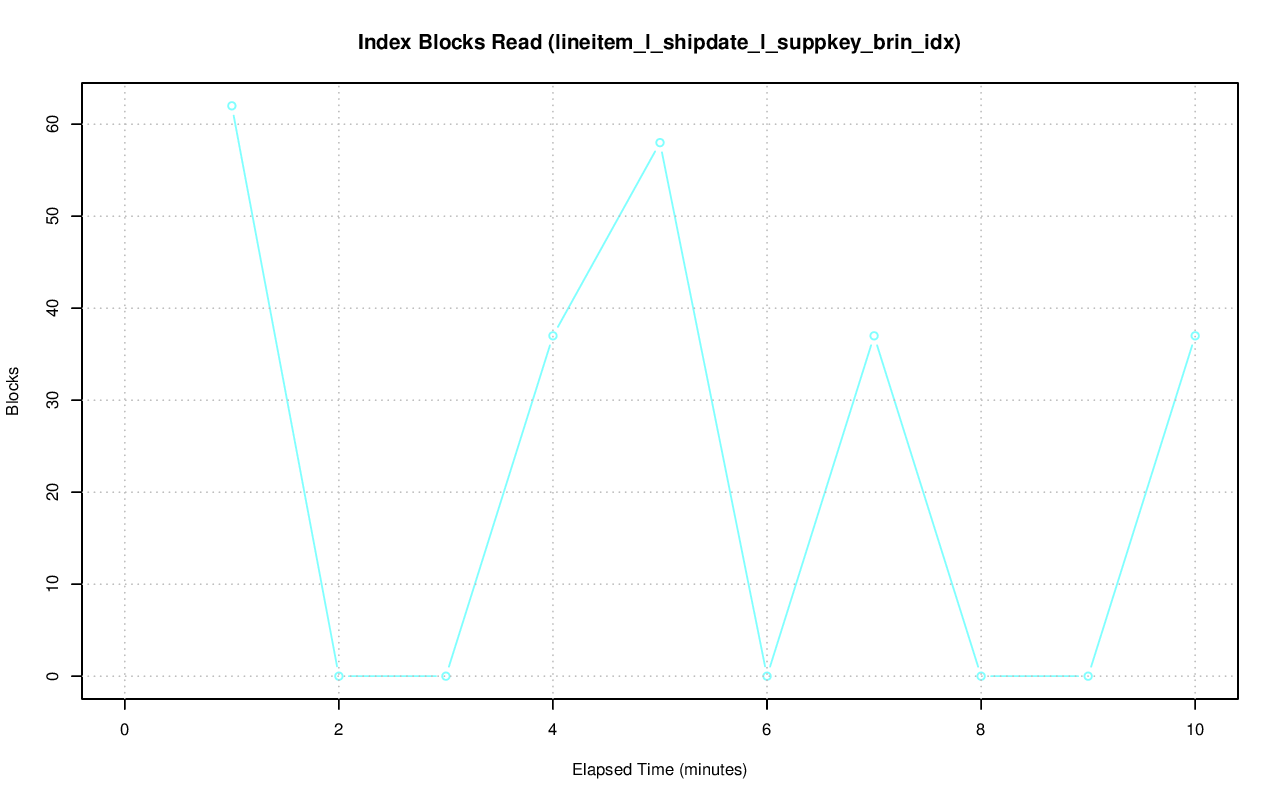 Index Blocks Read (lineitem_l_shipdate_l_suppkey_brin_idx)
60
50
40
30
20
10
0
Blocks
0 2 4 6 8 10
Elapsed Time (minutes)